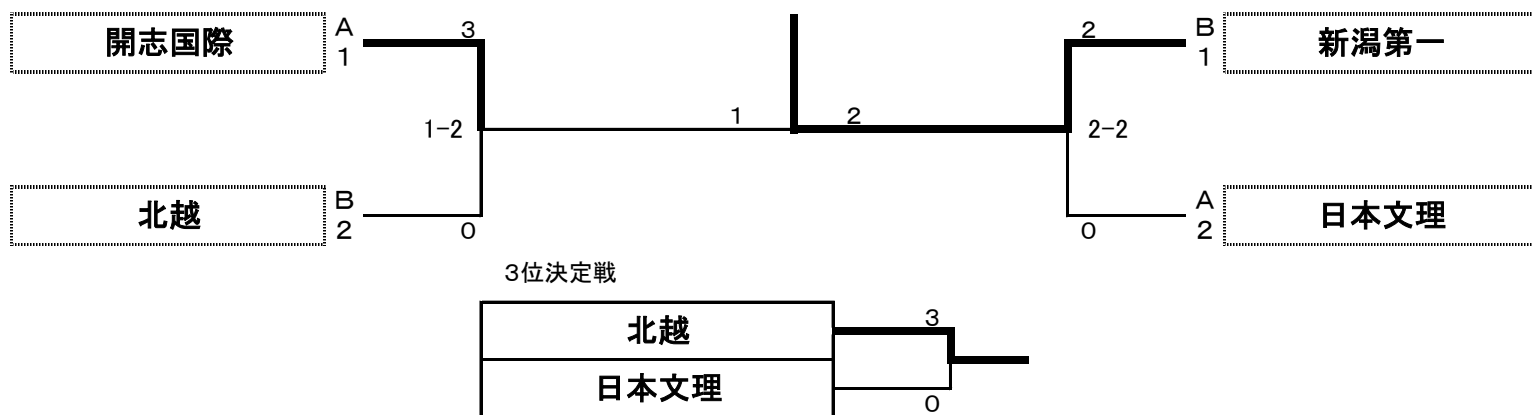 開志国際 A 1 3 2 B 1 新潟第一
1-2 1 2 2-2
北越 B 2 0 0 A 2 日本文理
3位決定戦
北越 3
日本文理 0